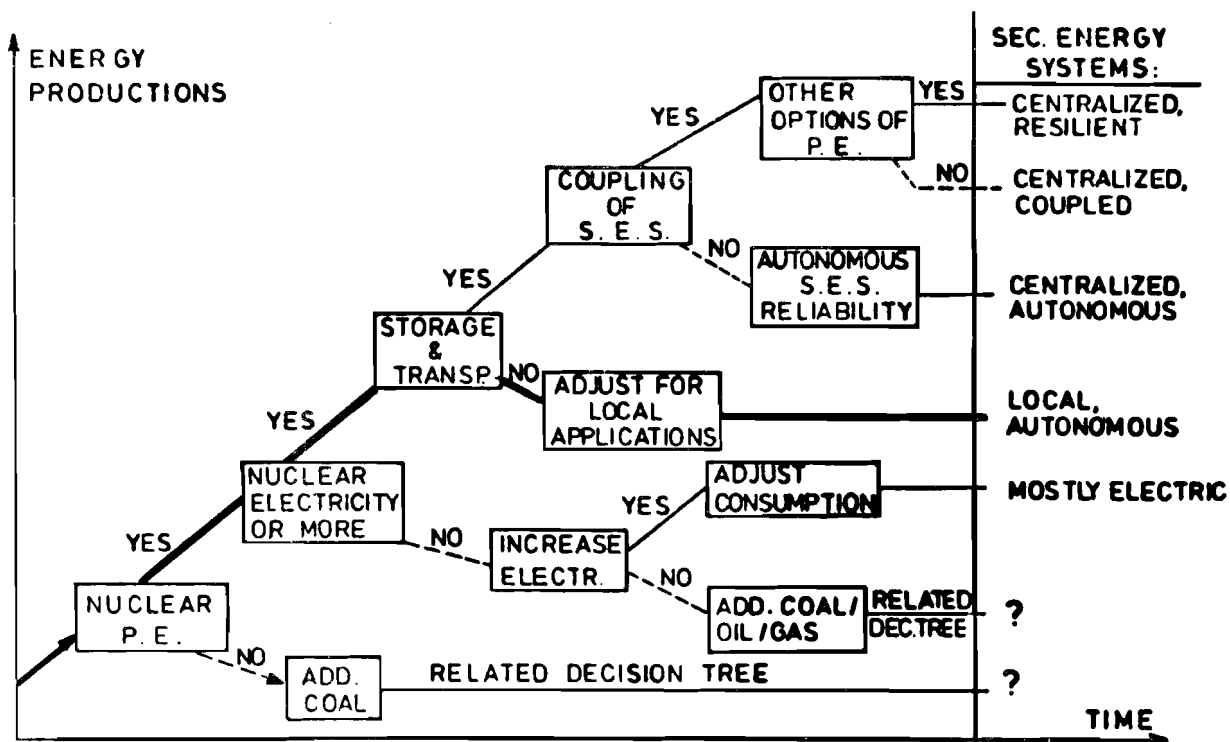 ENERGY
PRODUCTIONS
SEC. ENERGY
SYSTEMS:
OTHER
OPTIONS OF
P.E.
YES
CENTRALIZED,
RESILIENT
YES
NO
CENTRALIZED,
COUPLED
COUPLING
OF
S.E.S.
NO
AUTONOMOUS
S.E.S.
RELIABILITY
CENTRALIZED,
AUTONOMOUS
YES
STORAGE
&
TRANSP.
NO
ADJUST FOR
LOCAL
APPLICATIONS
LOCAL,
AUTONOMOUS
YES
NUCLEAR
ELECTRICITY
OR MORE
NO
INCREASE
ELECTR.
YES
ADJUST
CONSUMPTION
MOSTLY ELECTRIC
NO
ADD. COAL/
OIL/GAS
RELATED
DEC.TREE
?
YES
NUCLEAR
P.E.
NO
ADD.
COAL
RELATED DECISION TREE
?
TIME